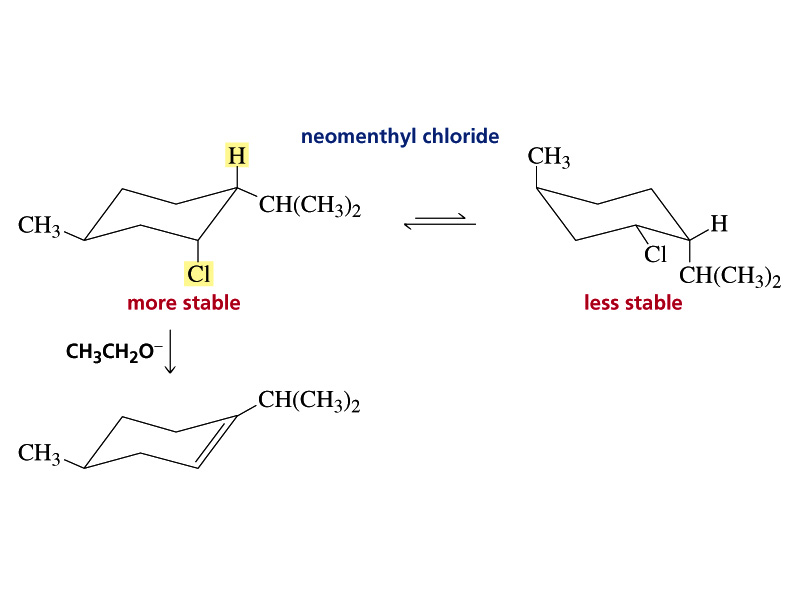 neomenthyl chloride
H
CH3
CH(CH3)2
CH3
H
Cl
Cl
CH(CH3)2
more stable
less stable
CH3CH2O−
CH(CH3)2
CH3